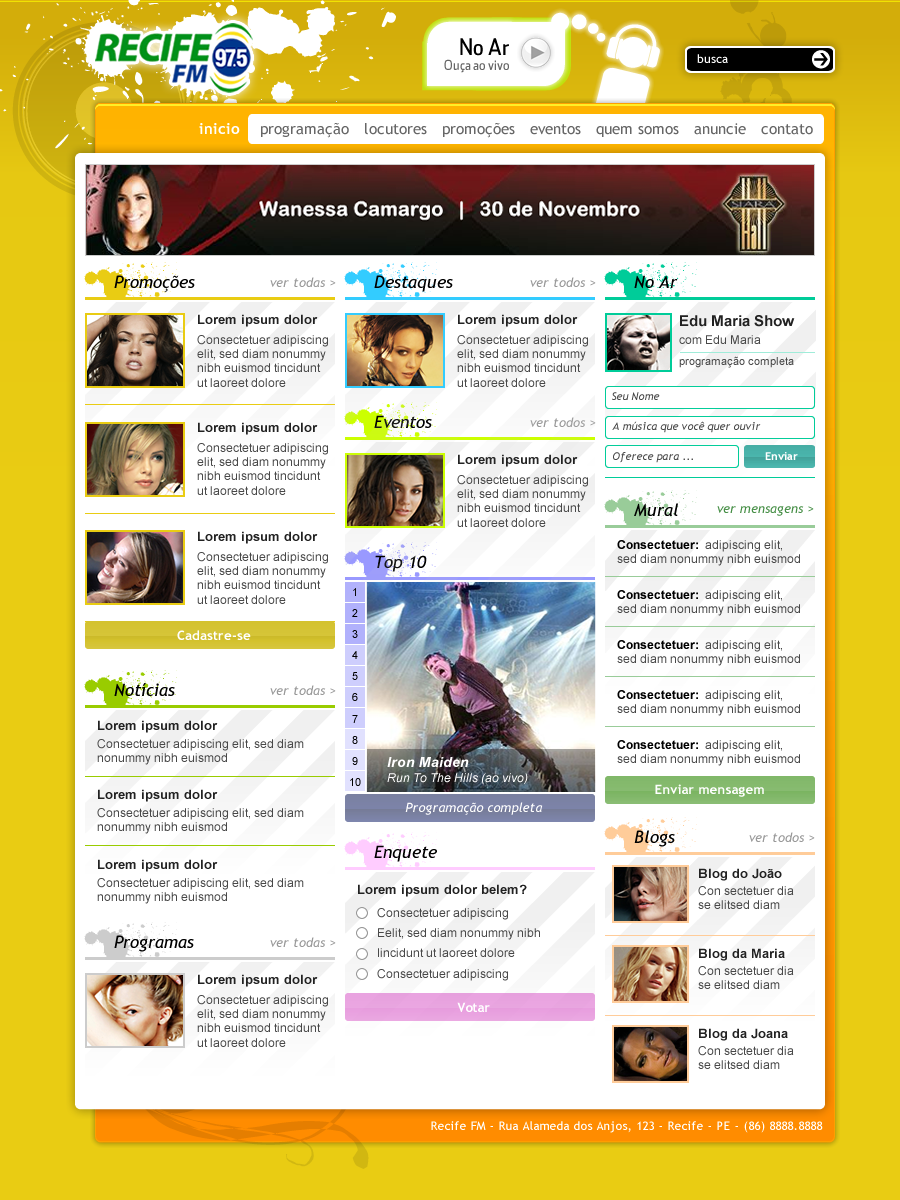 RECIFE
FM
97.5
No Ar
Ouça ao vivo
busca
inicio programação locutores promoções eventos quem somos anuncie contato
Wanessa Camargo | 30 de Novembro
SIARA
Hall
Promoções
ver todas >
Lorem ipsum dolor
Consectetuer adipiscing
elit, sed diam nonummy
nibh euismod tincidunt
ut laoreet dolore
Lorem ipsum dolor
Consectetuer adipiscing
elit, sed diam nonummy
nibh euismod tincidunt
ut laoreet dolore
Lorem ipsum dolor
Consectetuer adipiscing
elit, sed diam nonummy
nibh euismod tincidunt
ut laoreet dolore
Cadastre-se
Notícias
ver todas >
Lorem ipsum dolor
Consectetuer adipiscing elit, sed diam
nonummy nibh euismod
Lorem ipsum dolor
Consectetuer adipiscing elit, sed diam
nonummy nibh euismod
Lorem ipsum dolor
Consectetuer adipiscing elit, sed diam
nonummy nibh euismod
Programas
ver todas >
Lorem ipsum dolor
Consectetuer adipiscing
elit, sed diam nonummy
nibh euismod tincidunt
ut laoreet dolore
Destaques
ver todas >
Lorem ipsum dolor
Consectetuer adipiscing
elit, sed diam nonummy
nibh euismod tincidunt
ut laoreet dolore
Eventos
ver todas >
Lorem ipsum dolor
Consectetuer adipiscing
elit, sed diam nonummy
nibh euismod tincidunt
ut laoreet dolore
Top 10
1
2
3
4
5
6
7
8
9
10
Iron Maiden
Run To The Hills (ao vivo)
Programação completa
Enquete
Lorem ipsum dolor belem?
Consectetuer adipiscing
Eelit, sed diam nonummy nibh
Iincidunt ut laoreet dolore
Consectetuer adipiscing
Votar
No Ar
Edu Maria Show
com Edu Maria
programação completa
Seu Nome
A música que você quer ouvir
Oferece para ...
Enviar
Mural
ver mensagens >
Consectetuer: adipiscing elit,
sed diam nonummy nibh euismod
Consectetuer: adipiscing elit,
sed diam nonummy nibh euismod
Consectetuer: adipiscing elit,
sed diam nonummy nibh euismod
Consectetuer: adipiscing elit,
sed diam nonummy nibh euismod
Consectetuer: adipiscing elit,
sed diam nonummy nibh euismod
Enviar mensagem
Blogs
ver todos >
Blog do João
Con sectetuer dia
se elitsed diam
Blog da Maria
Con sectetuer dia
se elitsed diam
Blog da Joana
Con sectetuer dia
se elitsed diam
Recife FM - Rua Alameda dos Anjos, 123 - Recife - PE - (86) 8888.8888